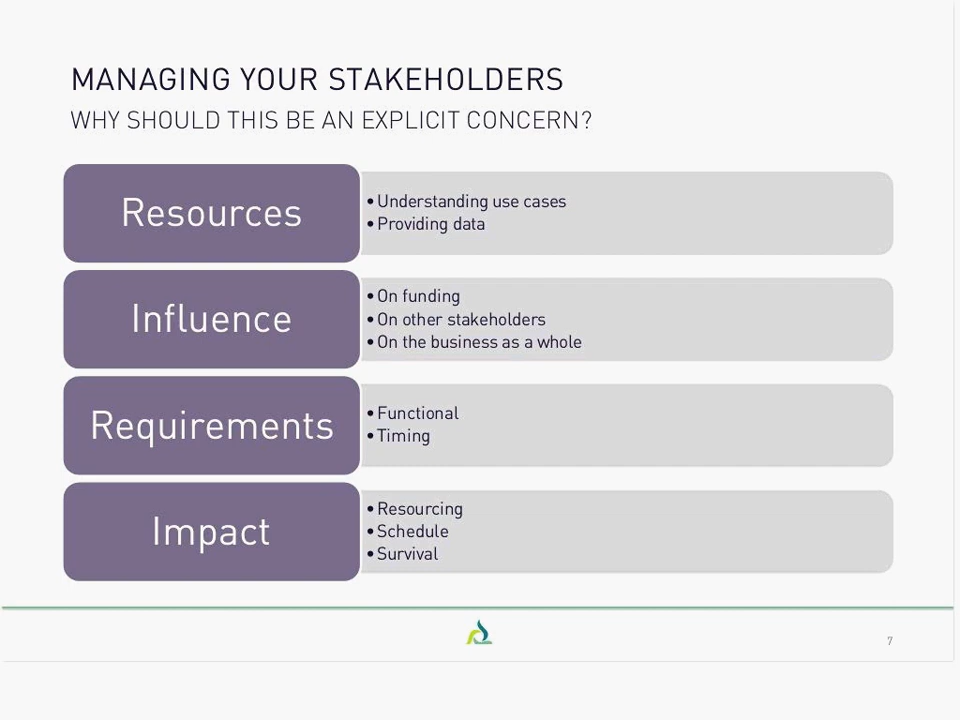 MANAGING YOUR STAKEHOLDERS
WHY SHOULD THIS BE AN EXPLICIT CONCERN?
Resources
•Understanding use cases
•Providing data
Influence
•On funding
•On other stakeholders
•On the business as a whole
Requirements
•Functional
•Timing
Impact
•Resourcing
•Schedule
•Survival
7